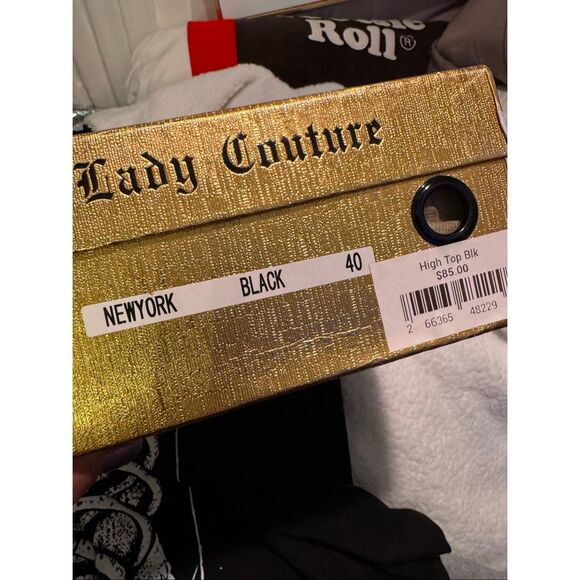 Roll®
Lady Couture
NEWYORK BLACK 40
High Top Blk
$85.00
2 66365 48229